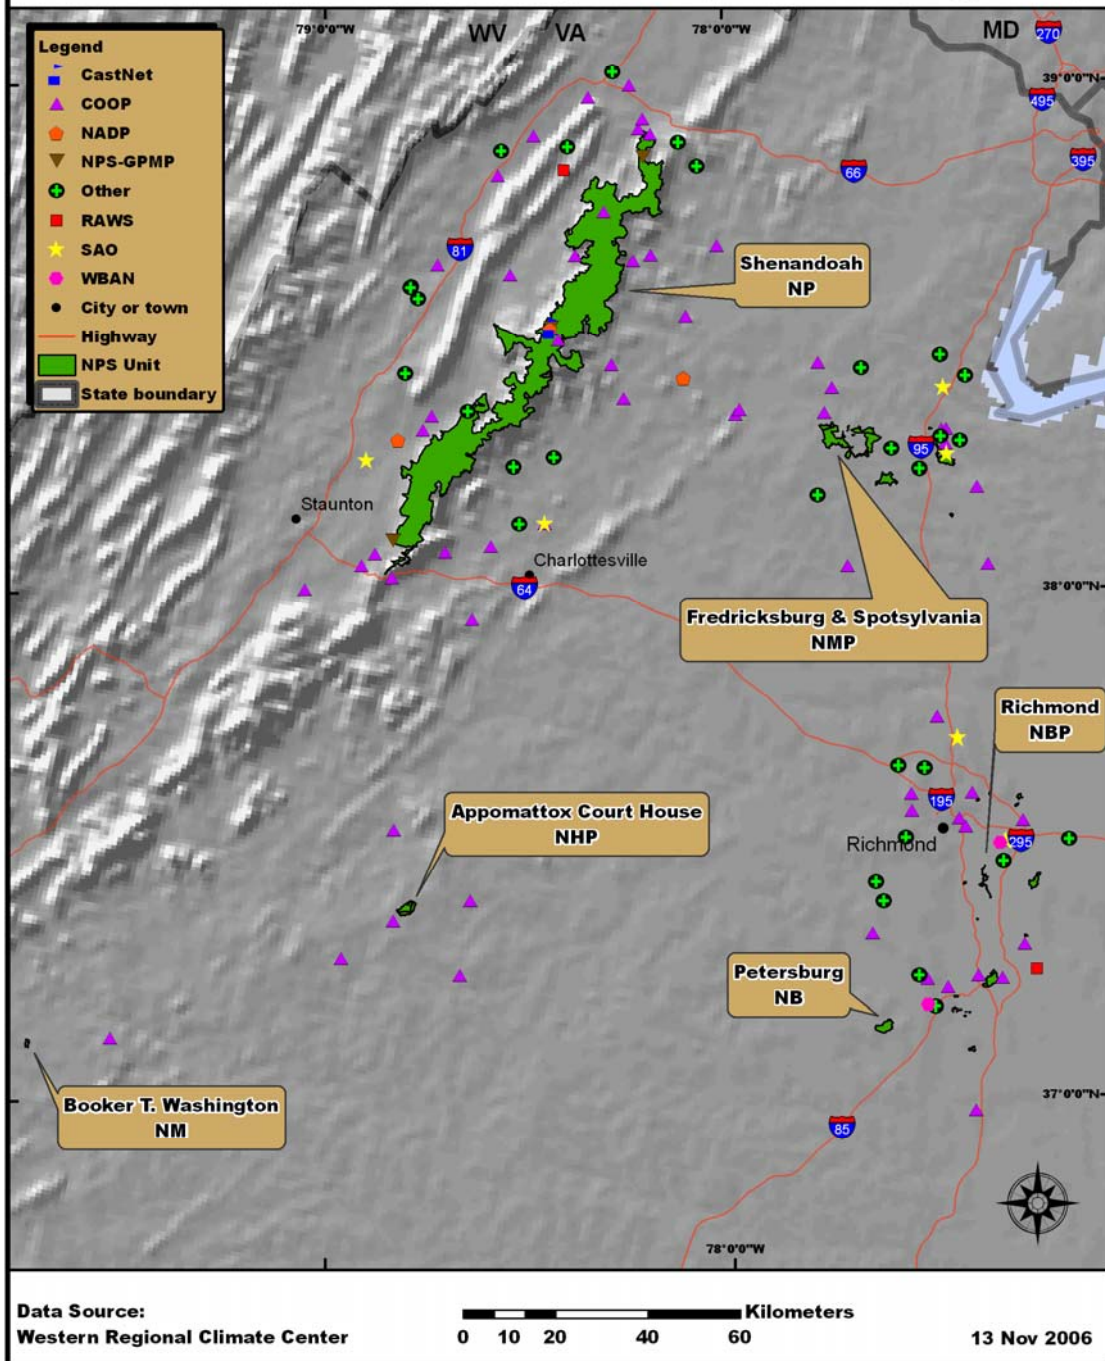 79°0'0"W
WV
VA
78°0'0"W
MD
270
39°0'0"N
495
395
66
Legend
CastNet
COOP
NADP
NPS-GPMP
Other
RAWS
SAO
WBAN
City or town
Highway
NPS Unit
State boundary
81
Shenandoah
NP
95
Staunton
Charlottesville
64
38°0'0"N
Fredricksburg & Spotsylvania
NMP
Richmond
NBP
195
Appomattox Court House
NHP
Richmond
295
Petersburg
NB
Booker T. Washington
NM
37°0'0"N
85
78°0'0"W
Data Source:
Western Regional Climate Center
Kilometers
0 10 20 40 60
13 Nov 2006